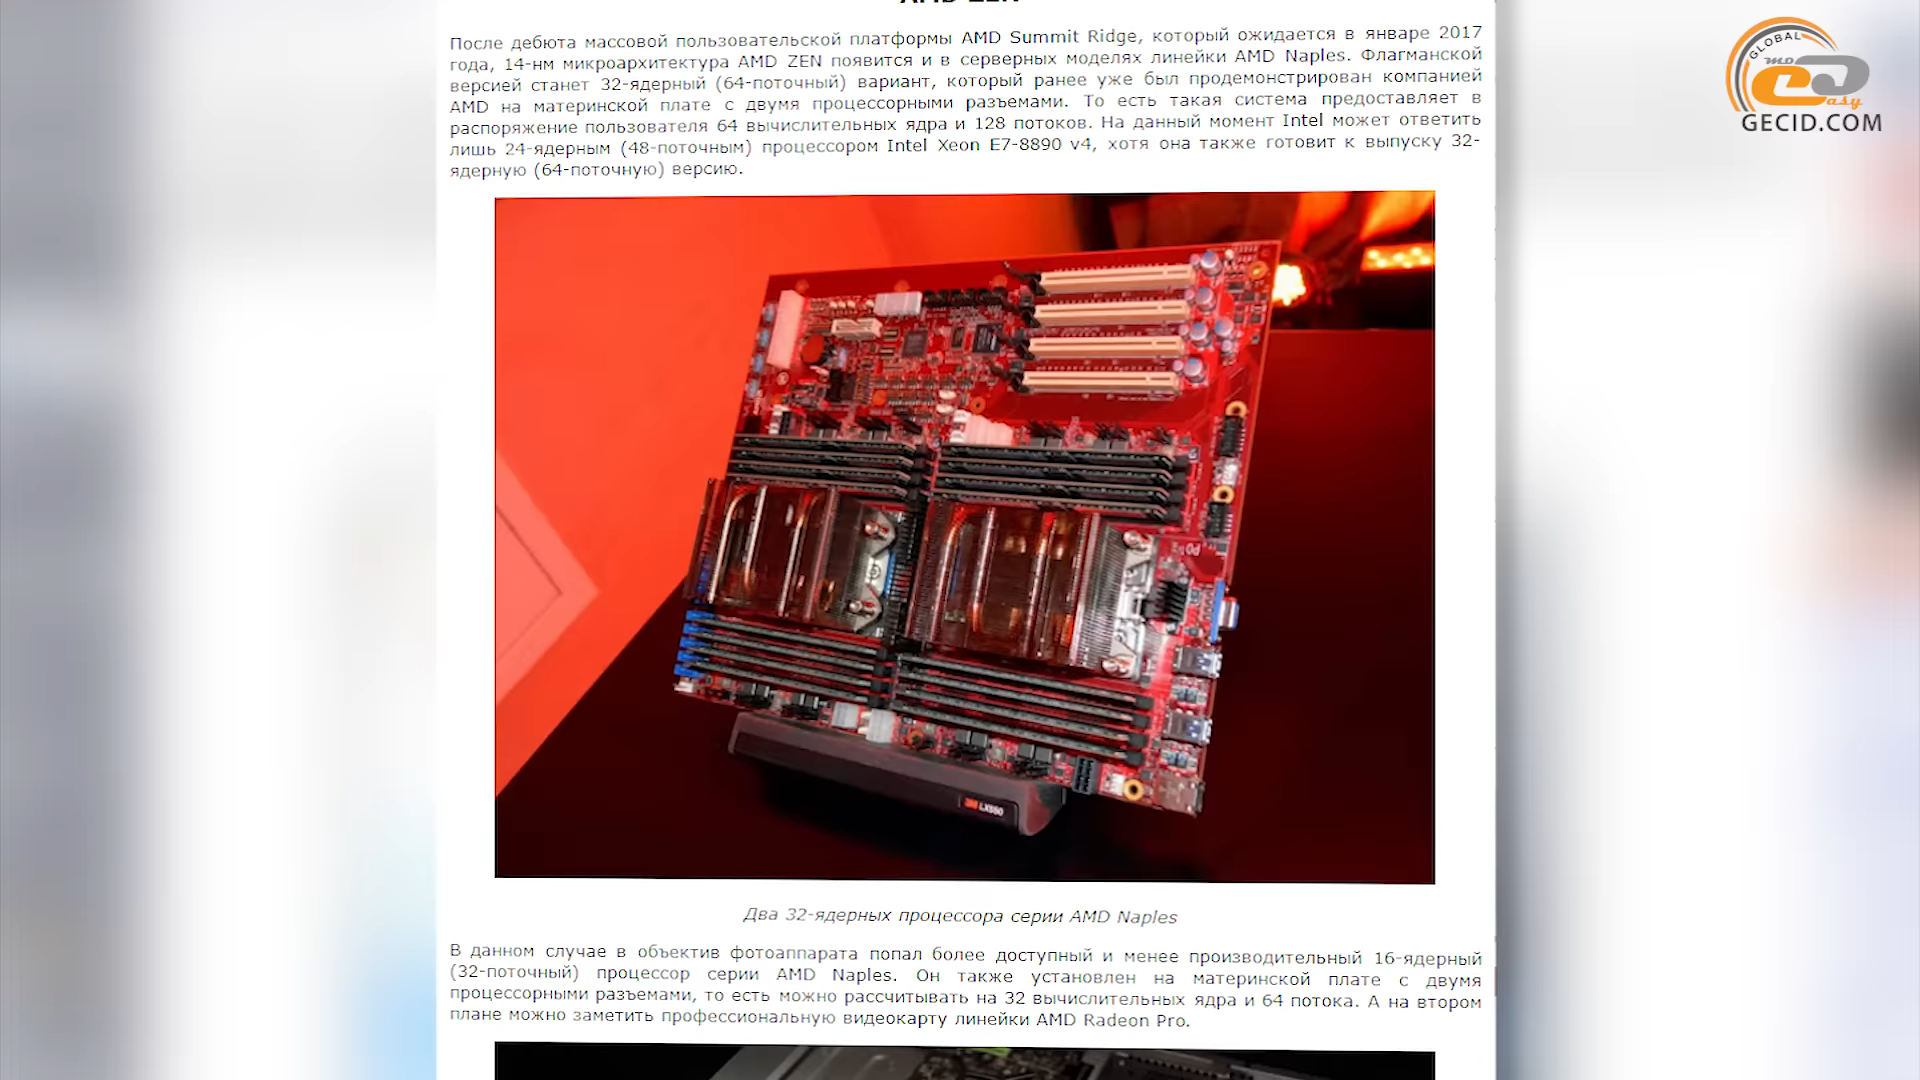 AMD ZEN
После дебюта массовой пользовательской платформы AMD Summit Ridge, который ожидается в январе 2017
года, 14-нм микроархитектура AMD ZEN появится и в серверных моделях линейки AMD Naples. Флагманской
версией станет 32-ядерный (64-поточный) вариант, который ранее уже был продемонстрирован компанией
AMD на материнской плате с двумя процессорными разъемами. То есть такая система предоставляет в
распоряжение пользователя 64 вычислительных ядра и 128 потоков. На данный момент Intel может ответить
лишь 24-ядерным (48-поточным) процессором Intel Xeon E7-8890 v4, хотя она также готовит к выпуску 32-
ядерную (64-поточную) версию.
GLOBAL
easy
GECID.COM
LX550
Два 32-ядерных процессора серии AMD Naples
В данном случае в объектив фотоаппарата попал более доступный и менее производительный 16-ядерный
(32-поточный) процессор серии AMD Naples. Он также установлен на материнской плате с двумя
процессорными разъемами, то есть можно рассчитывать на 32 вычислительных ядра и 64 потока. А на втором
плане можно заметить профессиональную видеокарту линейки AMD Radeon Pro.